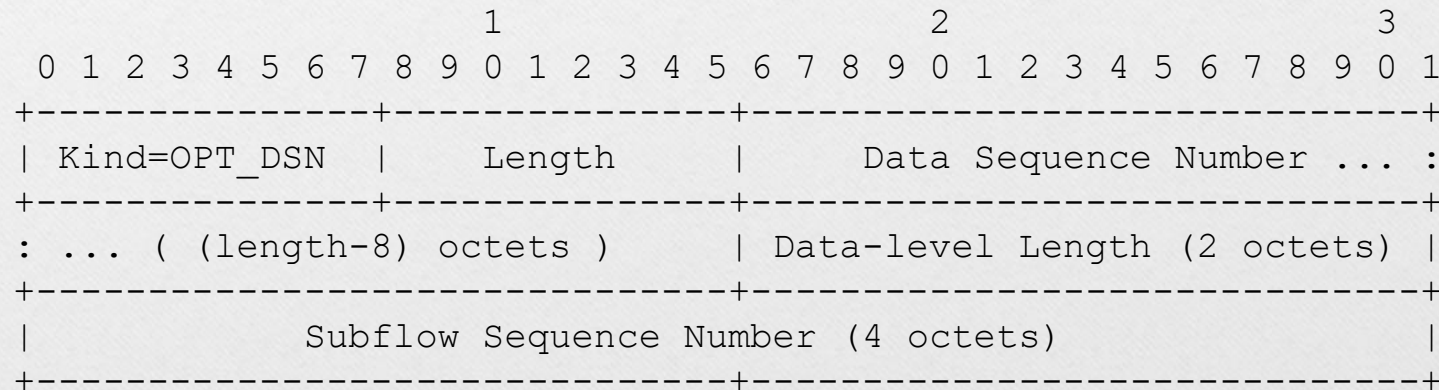 1                   2                   3
 0 1 2 3 4 5 6 7 8 9 0 1 2 3 4 5 6 7 8 9 0 1 2 3 4 5 6 7 8 9 0 1
+---------------+---------------+------------------------------+
| Kind=OPT_DSN  |    Length     |     Data Sequence Number ... :
+---------------+---------------+------------------------------+
: ... ( (length-8) octets )     | Data-level Length (2 octets) |
+-------------------------------+------------------------------+
|            Subflow Sequence Number (4 octets)                |
+-------------------------------+------------------------------+